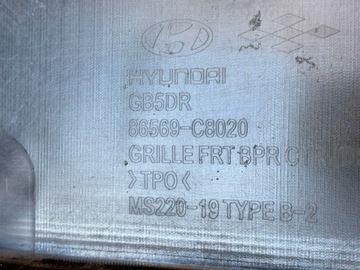 HYUNDAI
GB5DR
86569-C8020
GRILLE FRT BPR
>TPO<
MS220-19 TYPE B-2